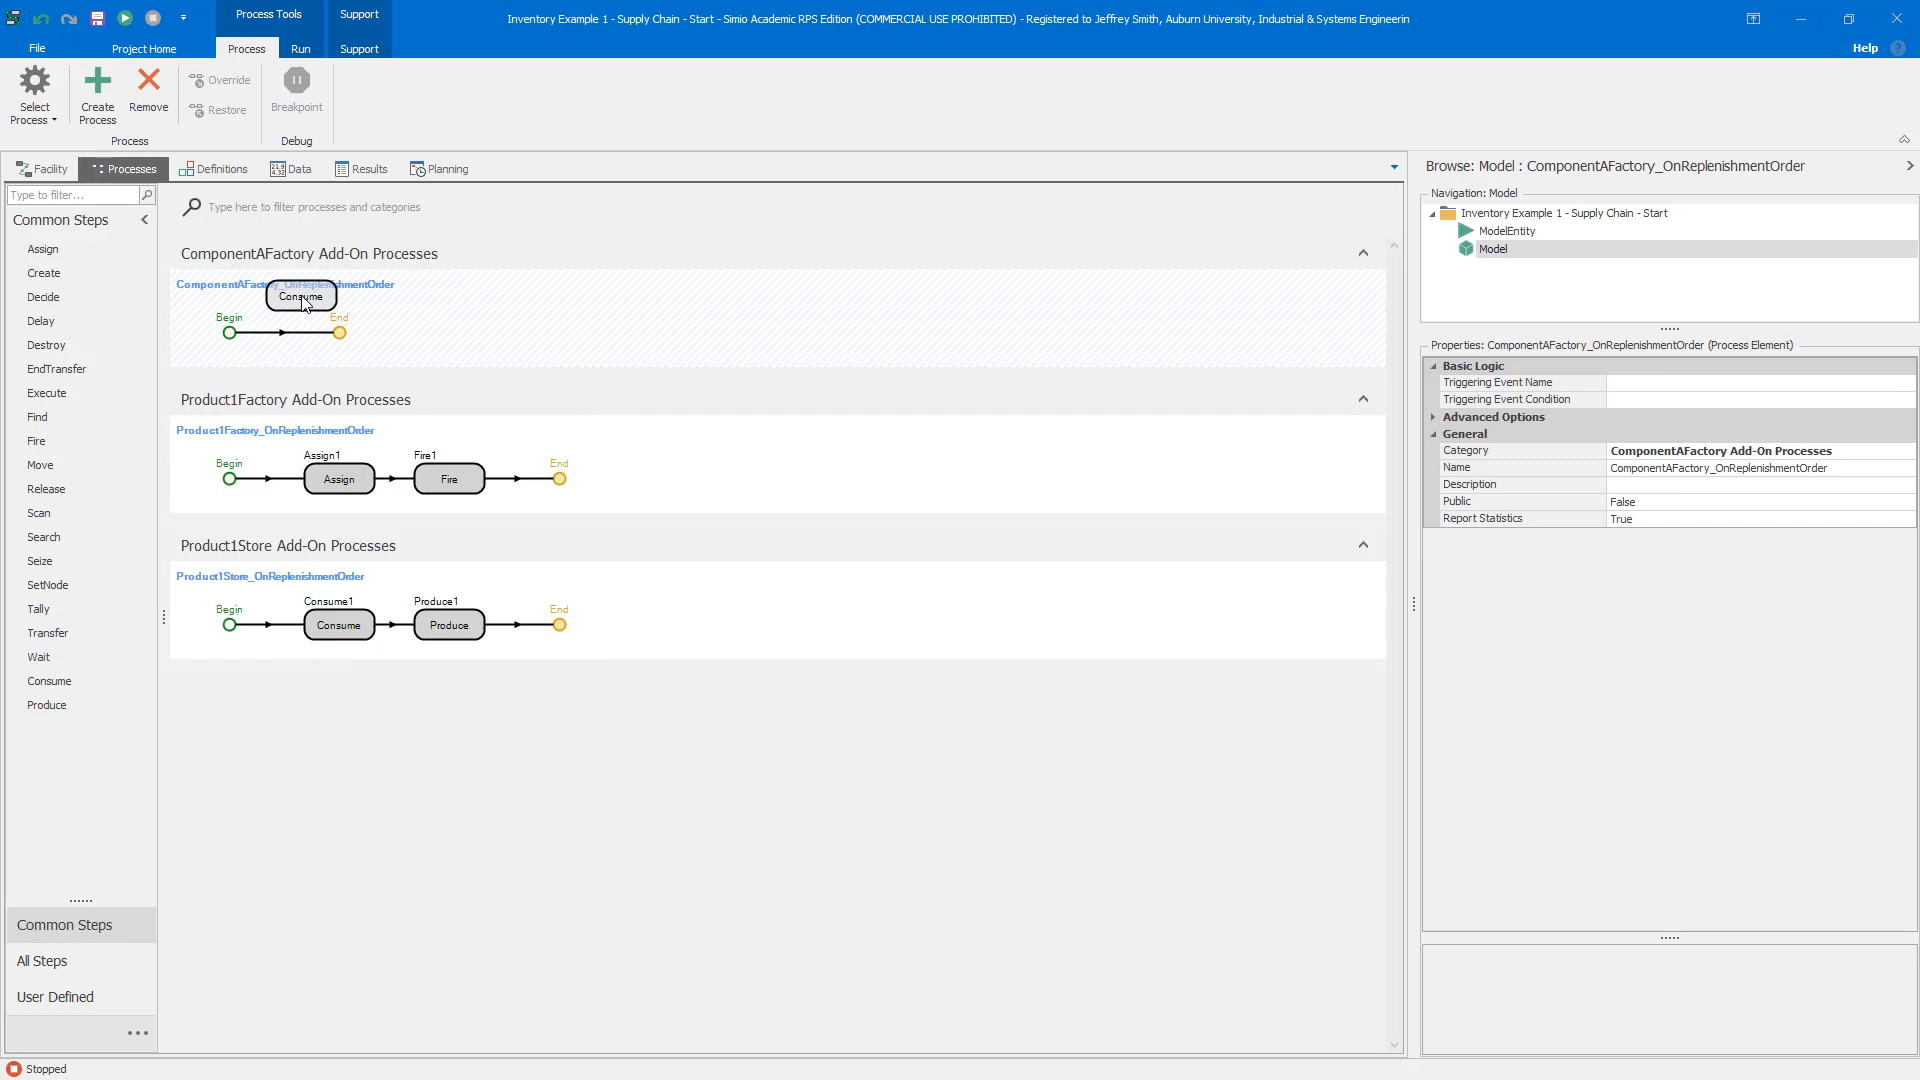 Process Tools
Support
Inventory Example 1 - Supply Chain - Start - Simio Academic RPS Edition (COMMERCIAL USE PROHIBITED) - Registered to Jeffrey Smith, Auburn University, Industrial & Systems Engineerin
File
Project Home
Process
Run
Support
Help
Select Process
Create Process
Remove
Override
Restore
Breakpoint
Process
Debug
Facility
Processes
Definitions
Data
Results
Planning
Type to filter...
Common Steps
Assign
Create
Decide
Delay
Destroy
EndTransfer
Execute
Find
Fire
Move
Release
Scan
Search
Seize
SetNode
Tally
Transfer
Wait
Consume
Produce
Common Steps
All Steps
User Defined
Type here to filter processes and categories
ComponentAFactory Add-On Processes
ComponentAFactory_OnReplenishmentOrder
Consume
Begin
End
Product1Factory Add-On Processes
Product1Factory_OnReplenishmentOrder
Begin
Assign1
Assign
Fire1
Fire
End
Product1Store Add-On Processes
Product1Store_OnReplenishmentOrder
Begin
Consume1
Consume
Produce1
Produce
End
Browse: Model : ComponentAFactory_OnReplenishmentOrder
Navigation: Model
Inventory Example 1 - Supply Chain - Start
ModelEntity
Model
Properties: ComponentAFactory_OnReplenishmentOrder (Process Element)
Basic Logic
Triggering Event Name
Triggering Event Condition
Advanced Options
General
Category ComponentAFactory Add-On Processes
Name ComponentAFactory_OnReplenishmentOrder
Description
Public False
Report Statistics True
Stopped